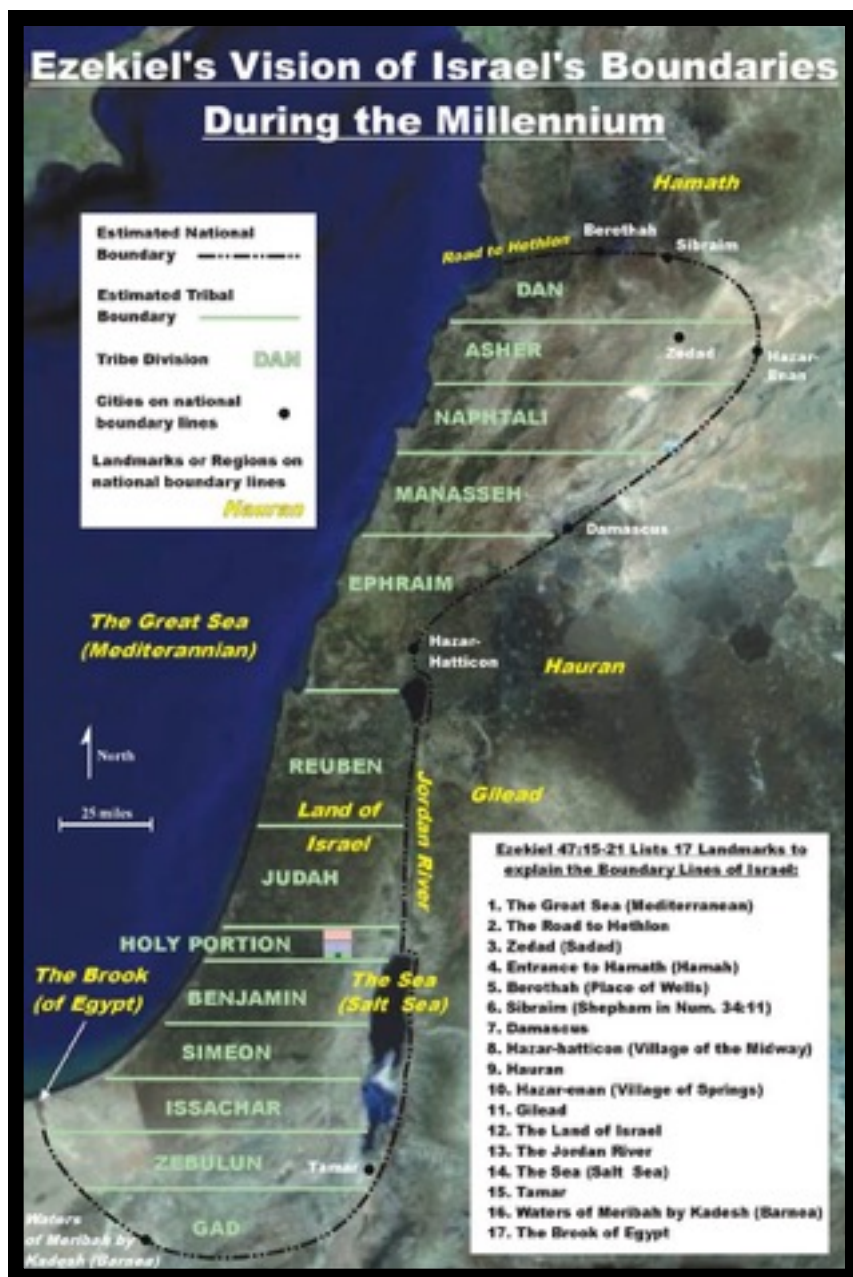 Ezekiel's Vision of Israel's Boundaries
During the Millennium
Hamath
Estimated National
Boundary
Estimated Tribal
Boundary
Tribe Division DAN
Cities on national
boundary lines
Landmarks or Regions on
national boundary lines
Hauran
Road to Hethlon
Berothah
Sibraim
DAN
ASHER
Zedad
Hazar-
Enan
NAPHTALI
MANASSEH
Damascus
EPHRAIM
The Great Sea
(Mediterannian)
Hazar-
Hatticon
Hauran
North
25 miles
REUBEN
Jordan River
Gilead
Land of
Israel
JUDAH
HOLY PORTION
The Brook
(of Egypt)
The Sea
(Salt Sea)
BENJAMIN
SIMEON
ISSACHAR
ZEBULUN
Tamar
GAD
Waters
of Meribah by
Kadesh (Barnea)
Ezekiel 47:15-21 Lists 17 Landmarks to
explain the Boundary Lines of Israel:
1. The Great Sea (Mediterranean)
2. The Road to Hethlon
3. Zedad (Sadad)
4. Entrance to Hamath (Hamah)
5. Berothah (Place of Wells)
6. Sibraim (Shepham in Num. 34:11)
7. Damascus
8. Hazar-hatticon (Village of the Midway)
9. Hauran
10. Hazar-enan (Village of Springs)
11. Gilead
12. The Land of Israel
13. The Jordan River
14. The Sea (Salt Sea)
15. Tamar
16. Waters of Meribah by Kadesh (Barnea)
17. The Brook of Egypt